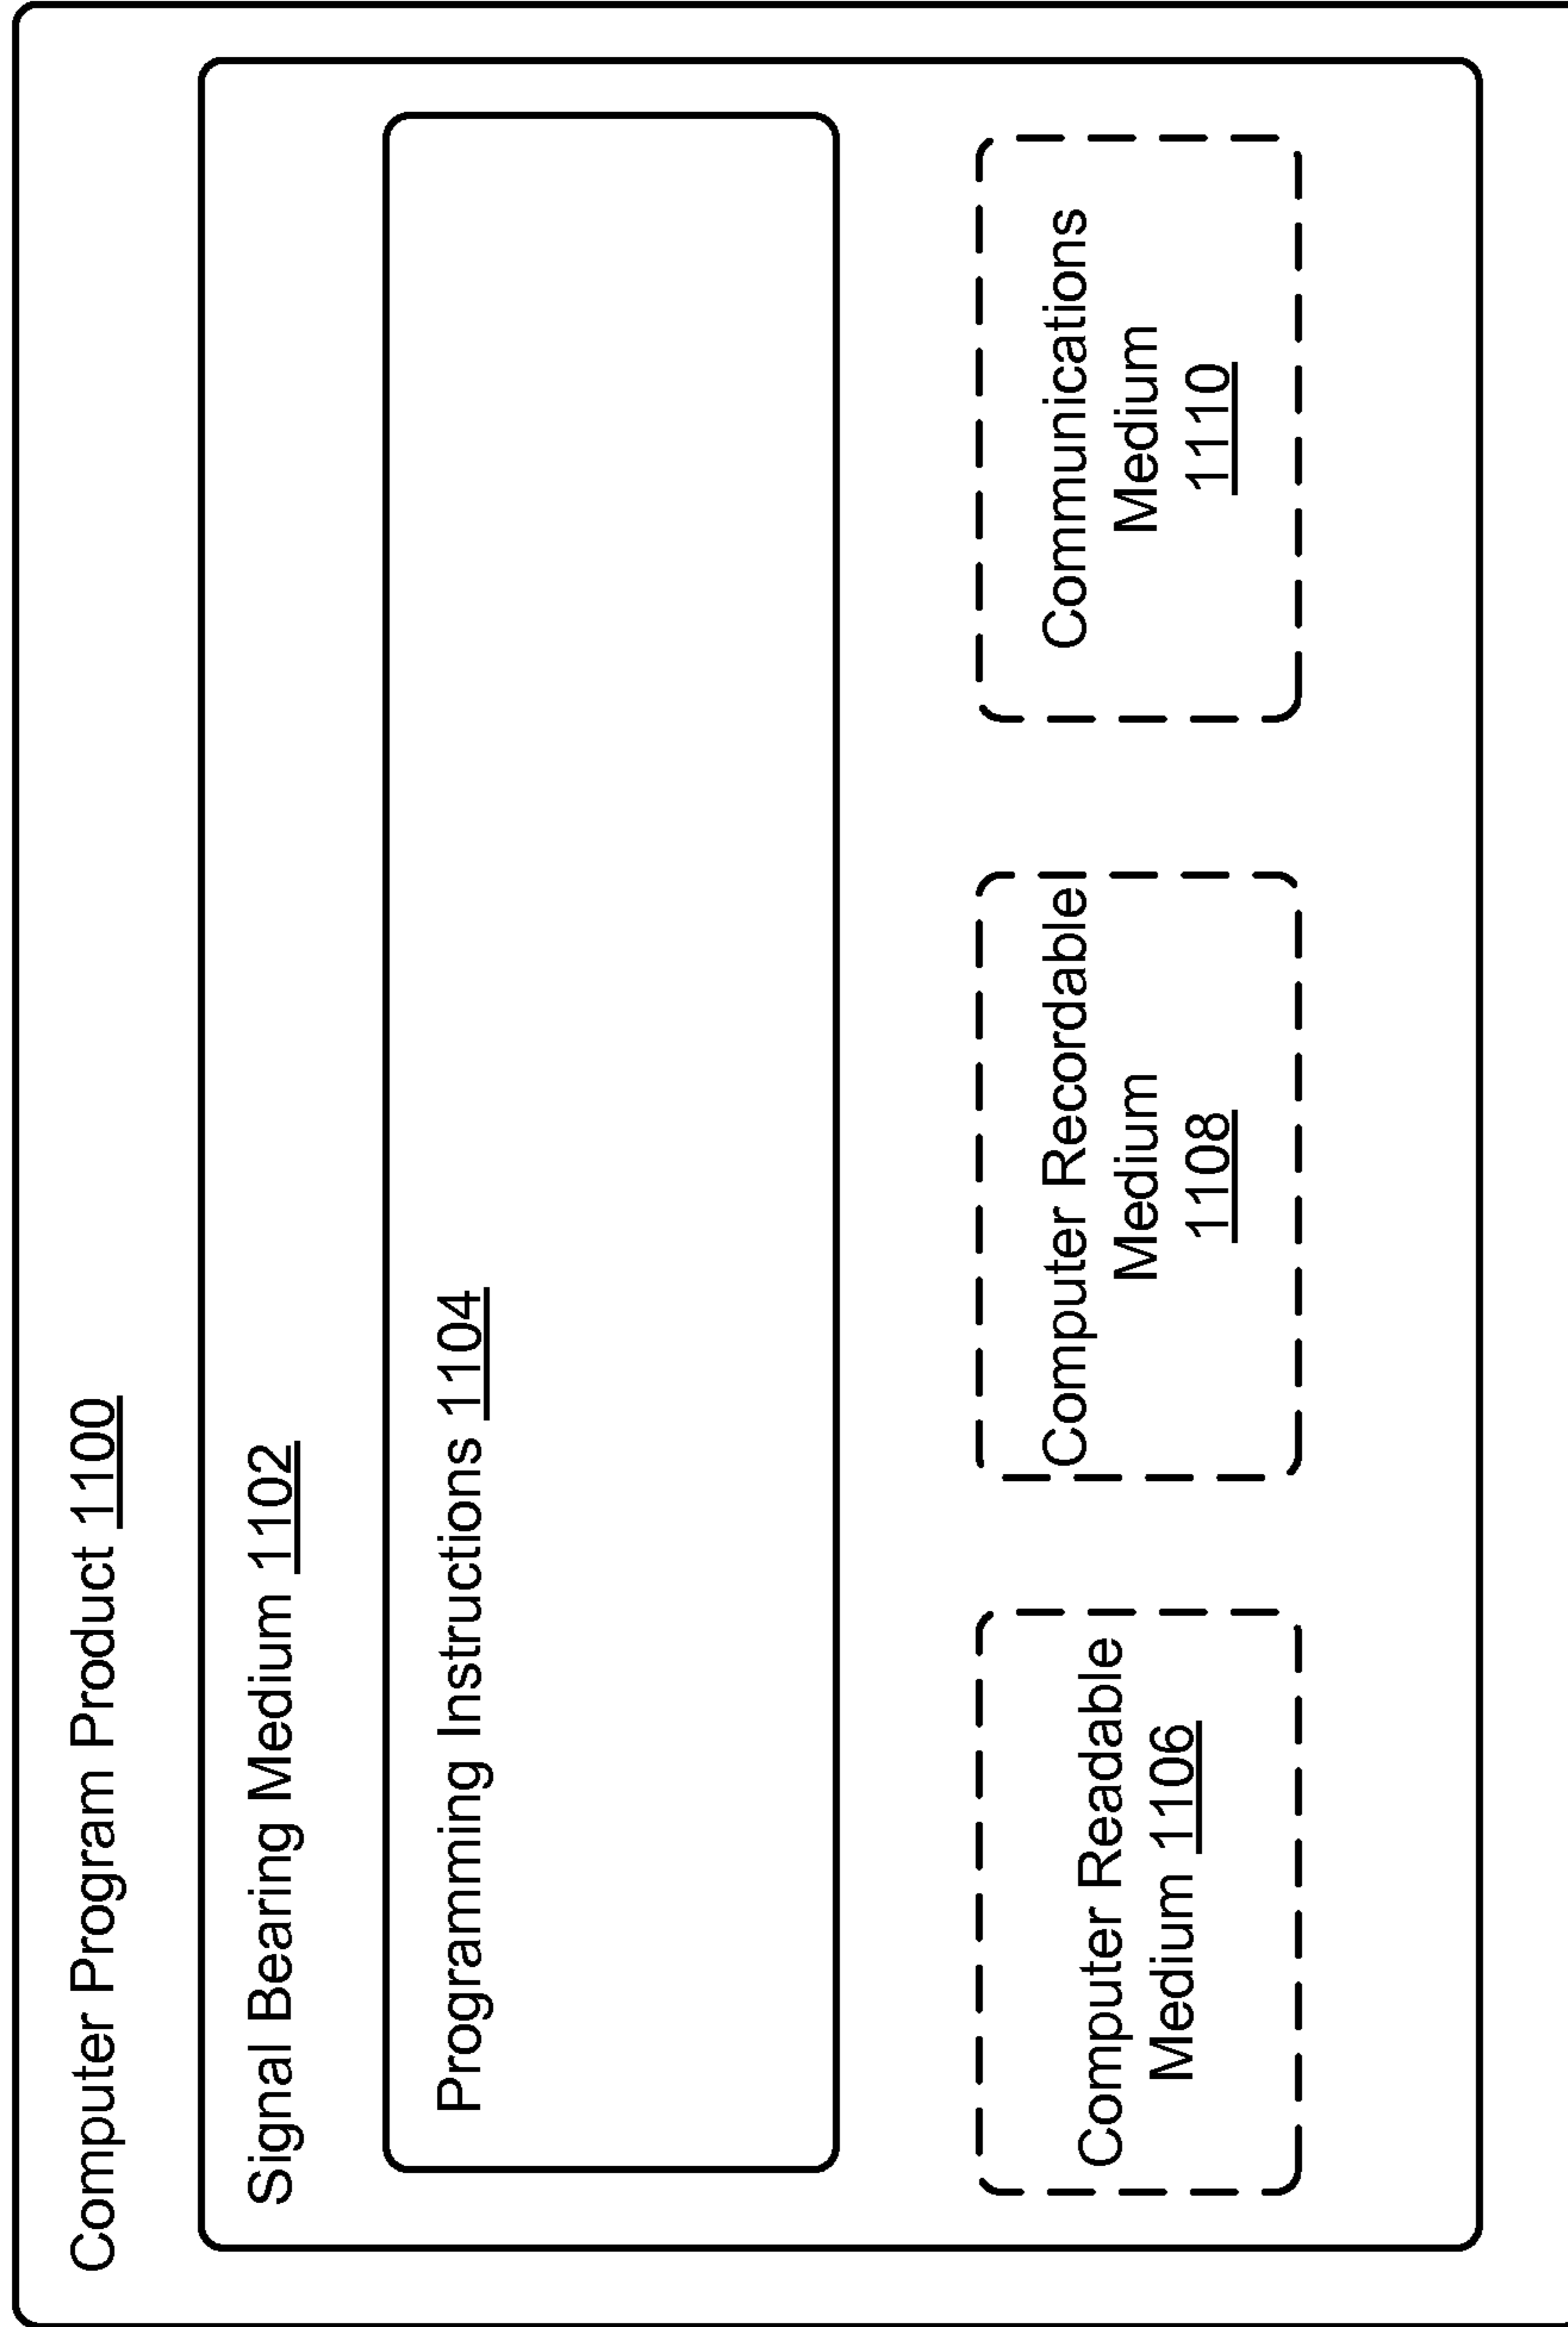 Computer Program Product 1100
Signal Bearing Medium 1102
Programming Instructions 1104
Computer Readable
Medium 1106
Computer Recordable
Medium
1108
Communications
Medium
1110